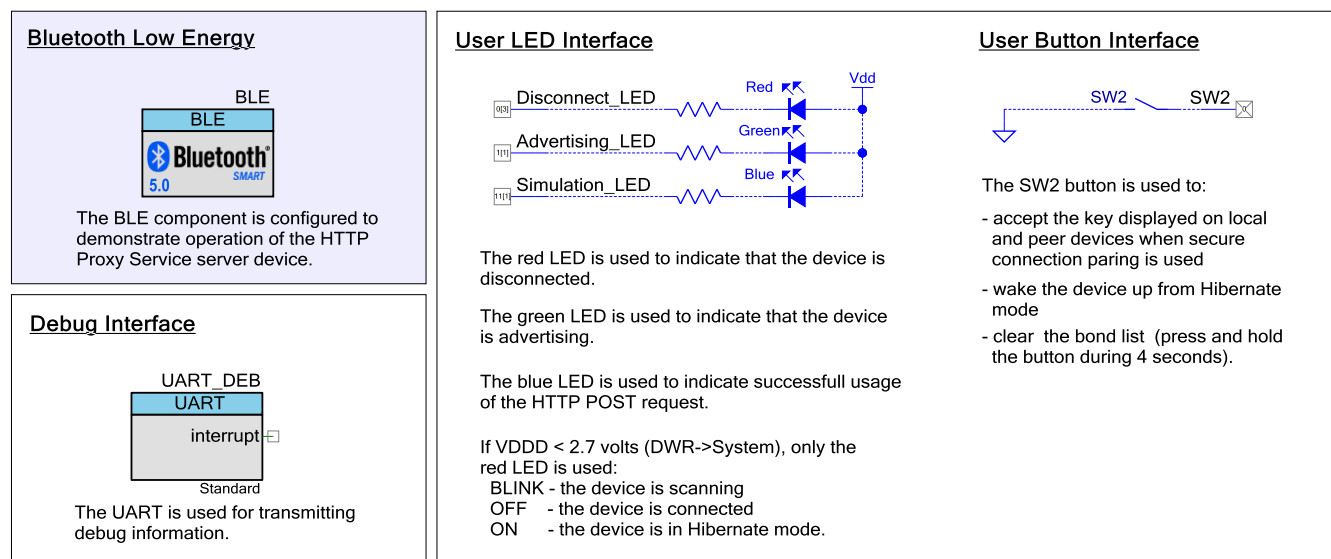 Bluetooth Low Energy
BLE
BLE
Bluetooth®
SMART
5.0
The BLE component is configured to
demonstrate operation of the HTTP
Proxy Service server device.
Debug Interface
UART_DEB
UART
interrupt
Standard
The UART is used for transmitting
debug information.
User LED Interface
Vdd
0[3]
Disconnect_LED
Red
1[1]
Advertising_LED
Green
11[1]
Simulation_LED
Blue
The red LED is used to indicate that the device is
disconnected.
The green LED is used to indicate that the device
is advertising.
The blue LED is used to indicate successfull usage
of the HTTP POST request.
If VDDD < 2.7 volts (DWR->System), only the
red LED is used:
BLINK - the device is scanning
OFF - the device is connected
ON - the device is in Hibernate mode.
User Button Interface
SW2
SW2
The SW2 button is used to:
- accept the key displayed on local
and peer devices when secure
connection paring is used
- wake the device up from Hibernate
mode
- clear the bond list (press and hold
the button during 4 seconds).